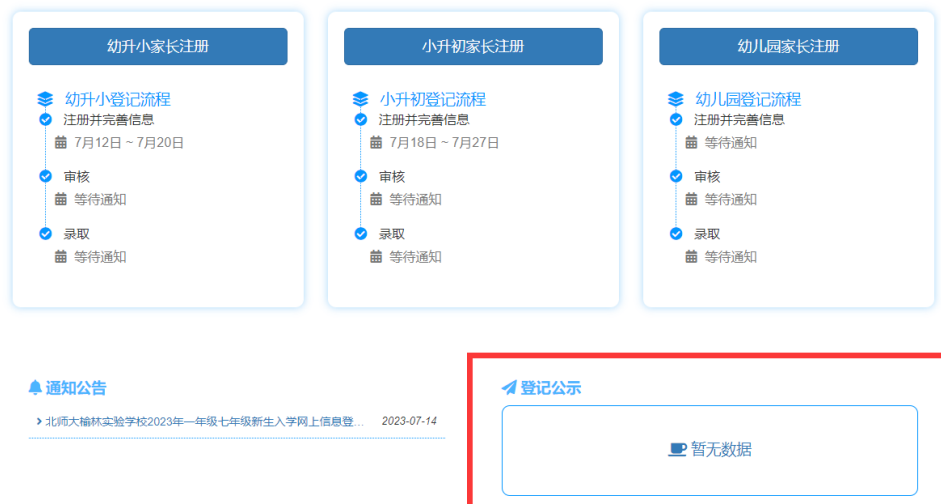 幼升小家长注册
幼升小登记流程
注册并完善信息
7月12日 ~ 7月20日
审核
等待通知
录取
等待通知
小升初家长注册
小升初登记流程
注册并完善信息
7月18日 ~ 7月27日
审核
等待通知
录取
等待通知
幼儿园家长注册
幼儿园登记流程
注册并完善信息
等待通知
审核
等待通知
录取
等待通知
通知公告
北师大榆林实验学校2023年一年级七年级新生入学网上信息登... 2023-07-14
登记公示
暂无数据